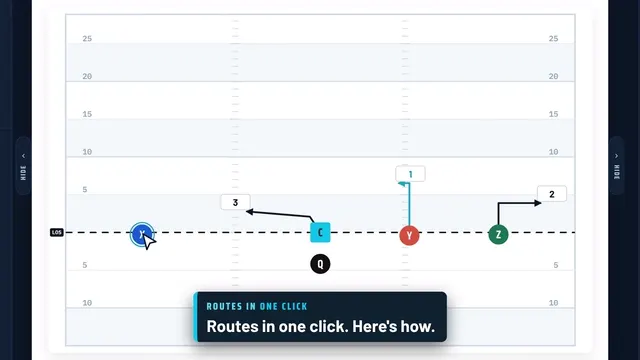 25 25
20 20
15 15
10 10
1
5 5
2
3
HIDE
HIDE
LOS
C
Y
Z
Q
5 5
10 10
ROUTES IN ONE CLICK
Routes in one click. Here's how.